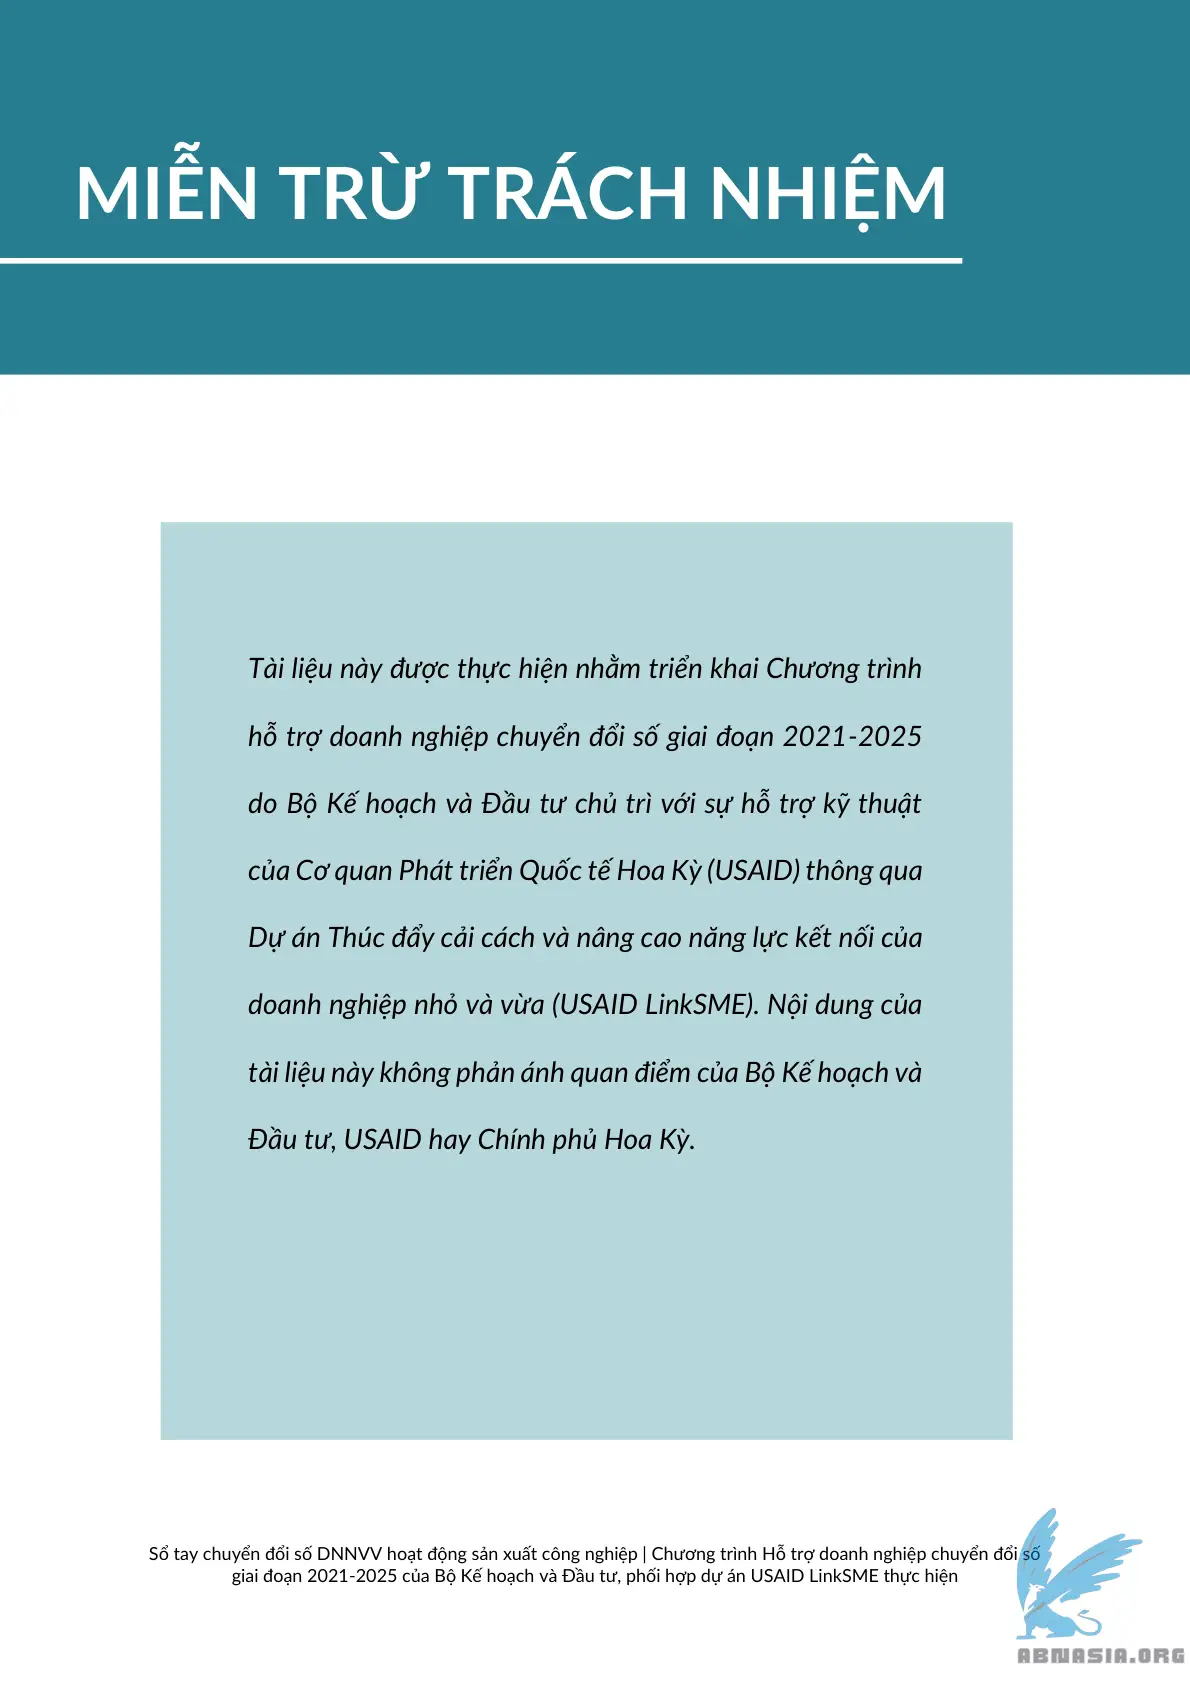 MIỄN TRỪ TRÁCH NHIỆM
Tài liệu này được thực hiện nhằm triển khai Chương trình
hỗ trợ doanh nghiệp chuyển đổi số giai đoạn 2021-2025
do Bộ Kế hoạch và Đầu tư chủ trì với sự hỗ trợ kỹ thuật
của Cơ quan Phát triển Quốc tế Hoa Kỳ (USAID) thông qua
Dự án Thúc đẩy cải cách và nâng cao năng lực kết nối của
doanh nghiệp nhỏ và vừa (USAID LinkSME). Nội dung của
tài liệu này không phản ánh quan điểm của Bộ Kế hoạch và
Đầu tư, USAID hay Chính phủ Hoa Kỳ.
Sổ tay chuyển đổi số DNNVV hoạt động sản xuất công nghiệp | Chương trình Hỗ trợ doanh nghiệp chuyển đổi số
giai đoạn 2021-2025 của Bộ Kế hoạch và Đầu tư, phối hợp dự án USAID LinkSME thực hiện
ABNASIA.ORG